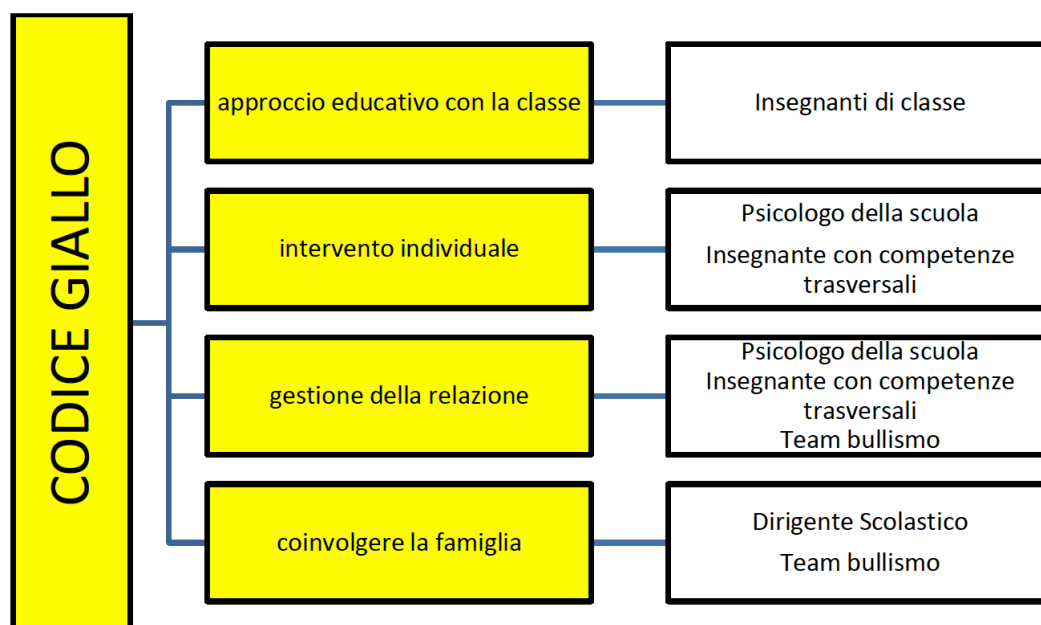 CODICE GIALLO
approccio educativo con la classe
Insegnanti di classe
intervento individuale
Psicologo della scuola
Insegnante con competenze
trasversali
gestione della relazione
Psicologo della scuola
Insegnante con competenze
trasversali
Team bullismo
coinvolgere la famiglia
Dirigente Scolastico
Team bullismo